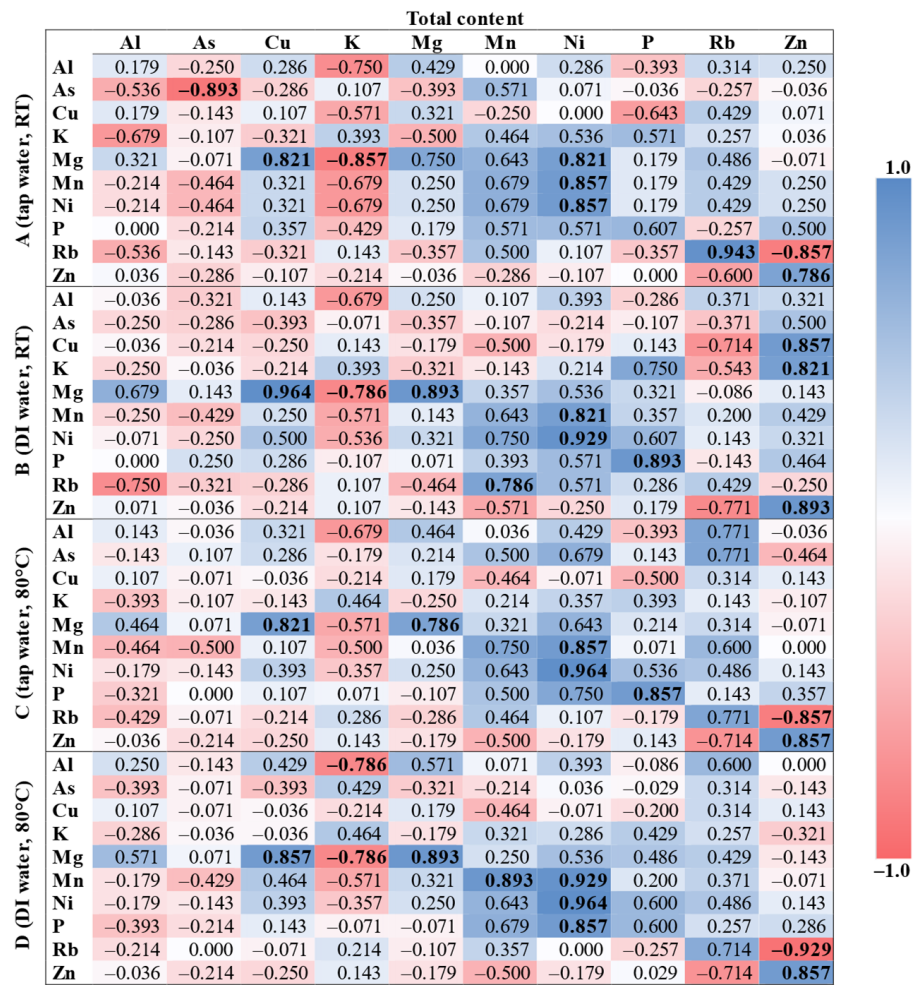 Total content
Al As Cu K Mg Mn Ni P Rb Zn
A (tap water, RT)
Al 0.179 −0.250 0.286 −0.750 0.429 0.000 0.286 −0.393 0.314 0.250
As −0.536 −0.893 −0.286 0.107 −0.393 0.571 0.071 −0.036 −0.257 −0.036
Cu 0.179 −0.143 0.107 −0.571 0.321 −0.250 0.000 −0.643 0.429 0.071
K −0.679 −0.107 −0.321 0.393 −0.500 0.464 0.536 0.571 0.257 0.036
Mg 0.321 −0.071 0.821 −0.857 0.750 0.643 0.821 0.179 0.486 −0.071
Mn −0.214 −0.464 0.321 −0.679 0.250 0.679 0.857 0.179 0.429 0.250
Ni −0.214 −0.464 0.321 −0.679 0.250 0.679 0.857 0.179 0.429 0.250
P 0.000 −0.214 0.357 −0.429 0.179 0.571 0.571 0.607 −0.257 0.500
Rb −0.536 −0.143 −0.321 0.143 −0.357 0.500 0.107 −0.357 0.943 −0.857
Zn 0.036 −0.286 −0.107 −0.214 −0.036 −0.286 −0.107 0.000 −0.600 0.786
B (DI water, RT)
Al −0.036 −0.321 0.143 −0.679 0.250 0.107 0.393 −0.286 0.371 0.321
As −0.250 −0.286 −0.393 −0.071 −0.357 −0.107 −0.214 −0.107 −0.371 0.500
Cu −0.036 −0.214 −0.250 0.143 −0.179 −0.500 −0.179 0.143 −0.714 0.857
K −0.250 −0.036 −0.214 0.393 −0.321 −0.143 0.214 0.750 −0.543 0.821
Mg 0.679 0.143 0.964 −0.786 0.893 0.357 0.536 0.321 −0.086 0.143
Mn −0.250 −0.429 0.250 −0.571 0.143 0.643 0.821 0.357 0.200 0.429
Ni −0.071 −0.250 0.500 −0.536 0.321 0.750 0.929 0.607 0.143 0.321
P 0.000 0.250 0.286 −0.107 0.071 0.393 0.571 0.893 −0.143 0.464
Rb −0.750 −0.321 −0.286 0.107 −0.464 0.786 0.571 0.286 0.429 −0.250
Zn 0.071 −0.036 −0.214 0.107 −0.143 −0.571 −0.250 0.179 −0.771 0.893
C (tap water, 80°C)
Al 0.143 −0.036 0.321 −0.679 0.464 0.036 0.429 −0.393 0.771 −0.036
As −0.143 0.107 0.286 −0.179 0.214 0.500 0.679 0.143 0.771 −0.464
Cu 0.107 −0.071 −0.036 −0.214 0.179 −0.464 −0.071 −0.500 0.314 0.143
K −0.393 −0.107 −0.143 0.464 −0.250 0.214 0.357 0.393 0.143 −0.107
Mg 0.464 0.071 0.821 −0.571 0.786 0.321 0.643 0.214 0.314 −0.071
Mn −0.464 −0.500 0.107 −0.500 0.036 0.750 0.857 0.071 0.600 0.000
Ni −0.179 −0.143 0.393 −0.357 0.250 0.643 0.964 0.536 0.486 0.143
P −0.321 0.000 0.107 0.071 −0.107 0.500 0.750 0.857 0.143 0.357
Rb −0.429 −0.071 −0.214 0.286 −0.286 0.464 0.107 −0.179 0.771 −0.857
Zn −0.036 −0.214 −0.250 0.143 −0.179 −0.500 −0.179 0.143 −0.714 0.857
D (DI water, 80°C)
Al 0.250 −0.143 0.429 −0.786 0.571 0.071 0.393 −0.086 0.600 0.000
As −0.393 −0.071 −0.393 0.429 −0.321 −0.214 0.036 −0.029 0.314 −0.143
Cu 0.107 −0.071 −0.036 −0.214 0.179 −0.464 −0.071 −0.200 0.314 0.143
K −0.286 −0.036 −0.036 0.464 −0.179 0.321 0.286 0.429 0.257 −0.321
Mg 0.571 0.071 0.857 −0.786 0.893 0.250 0.536 0.486 0.429 −0.143
Mn −0.179 −0.429 0.464 −0.571 0.321 0.893 0.929 0.200 0.371 −0.071
Ni −0.179 −0.143 0.393 −0.357 0.250 0.643 0.964 0.600 0.486 0.143
P −0.393 −0.214 0.143 −0.071 −0.071 0.679 0.857 0.600 0.257 0.286
Rb −0.214 0.000 −0.071 0.214 −0.107 0.357 0.000 −0.257 0.714 −0.929
Zn −0.036 −0.214 −0.250 0.143 −0.179 −0.500 −0.179 0.029 −0.714 0.857
1.0
−1.0